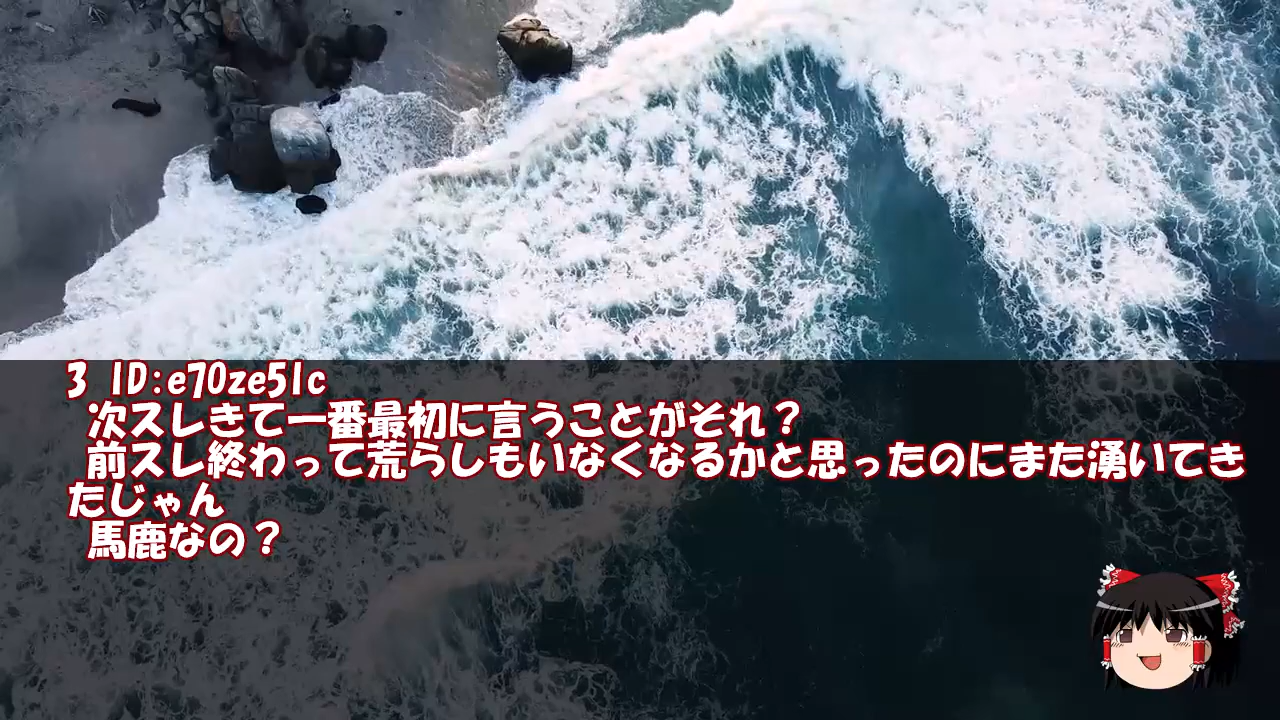 3 ID:e70ze51c
次スレきて一番最初に言うことがそれ？
前スレ終わって荒らしもいなくなるかと思ったのにまた湧いてき
たじゃん
馬鹿なの？